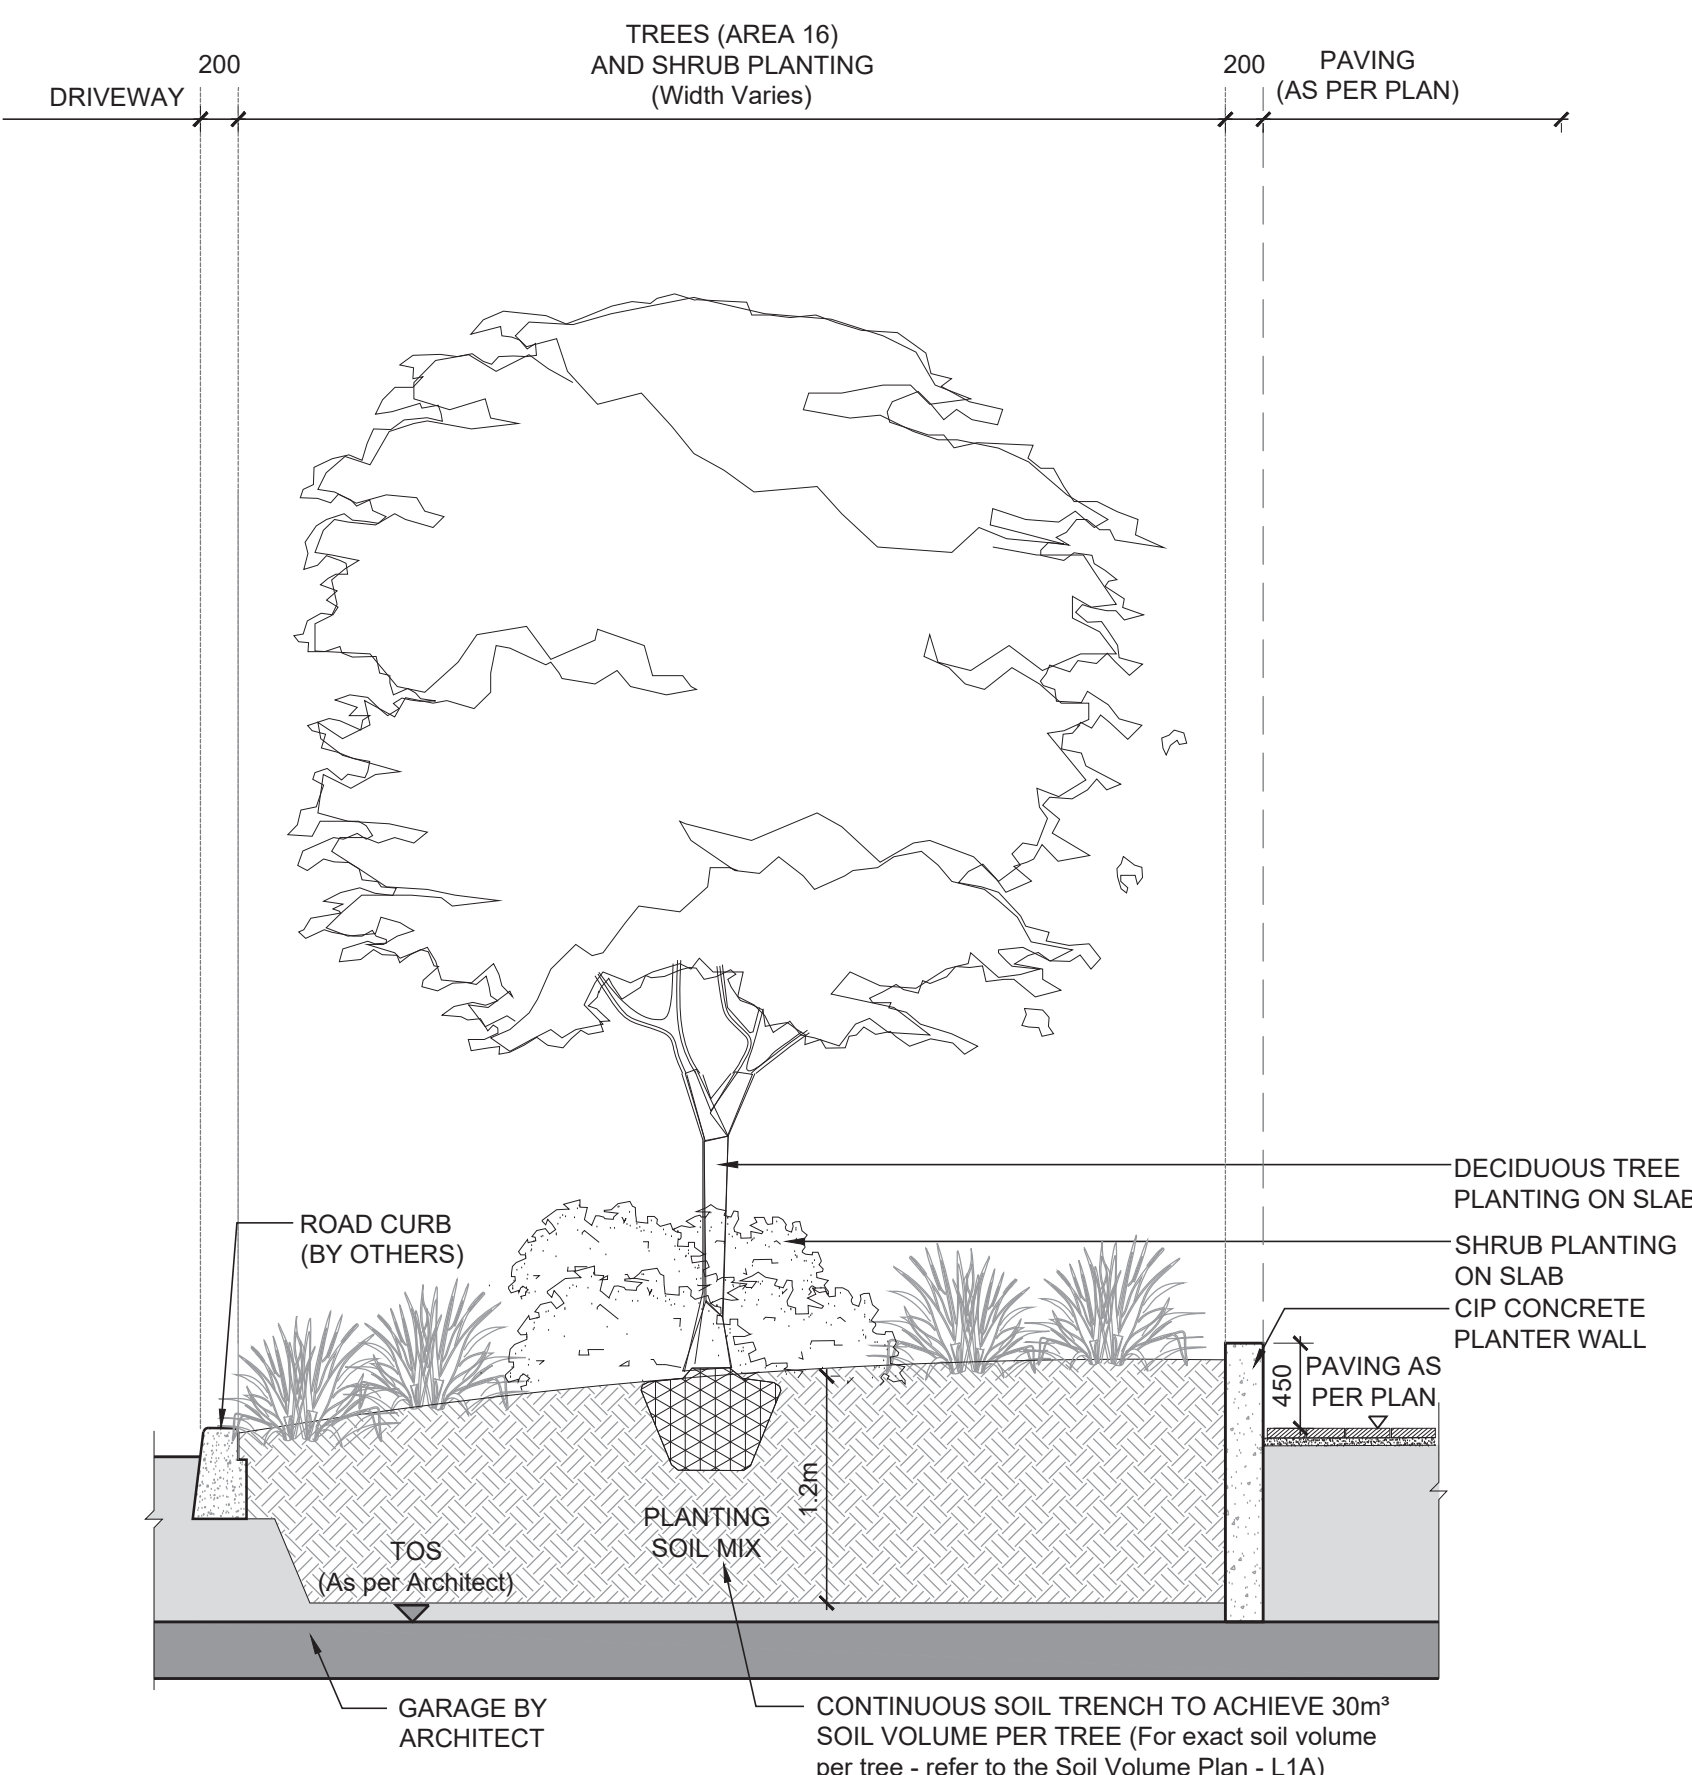 TREES (AREA 16)
AND SHRUB PLANTING
(Width Varies)
200
200
PAVING
(AS PER PLAN)
DRIVEWAY
DECIDUOUS TREE
PLANTING ON SLAB
ROAD CURB
(BY OTHERS)
SHRUB PLANTING
ON SLAB
CIP CONCRETE
PLANTER WALL
450
PAVING AS
PER PLAN
1.2m
PLANTING
SOIL MIX
TOS
(As per Architect)
GARAGE BY
ARCHITECT
CONTINUOUS SOIL TRENCH TO ACHIEVE 30m³
SOIL VOLUME PER TREE (For exact soil volume
per tree - refer to the Soil Volume Plan - L1A)